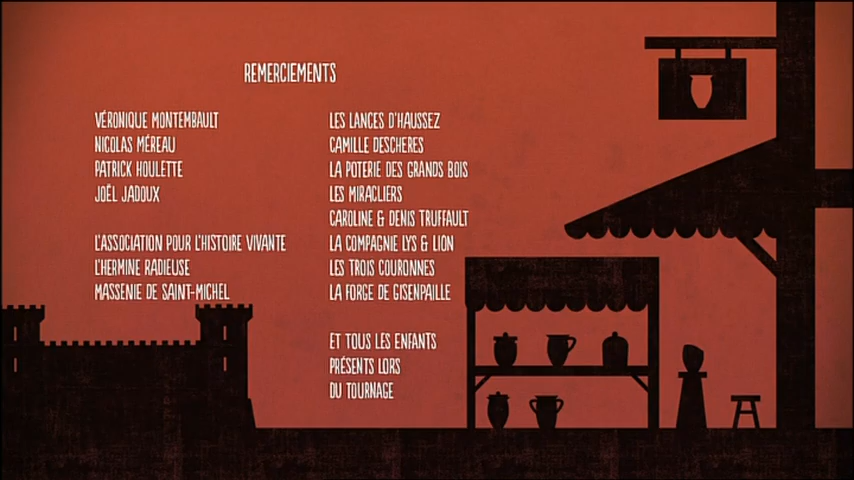 REMERCIEMENTS
VÉRONIQUE MONTEMBAULT
NICOLAS MÉREAU
PATRICK HOULETTE
JOËL JADOUX
L'ASSOCIATION POUR L'HISTOIRE VIVANTE
L'HERMINE RADIEUSE
MASSENIE DE SAINT-MICHEL
LES LANCES D'HAUSSEZ
CAMILLE DESCHERES
LA POTERIE DES GRANDS BOIS
LES MIRACLIERS
CAROLINE & DENIS TRUFFAULT
LA COMPAGNIE LYS & LION
LES TROIS COURONNES
LA FORGE DE GISENPAILLE
ET TOUS LES ENFANTS
PRÉSENTS LORS
DU TOURNAGE